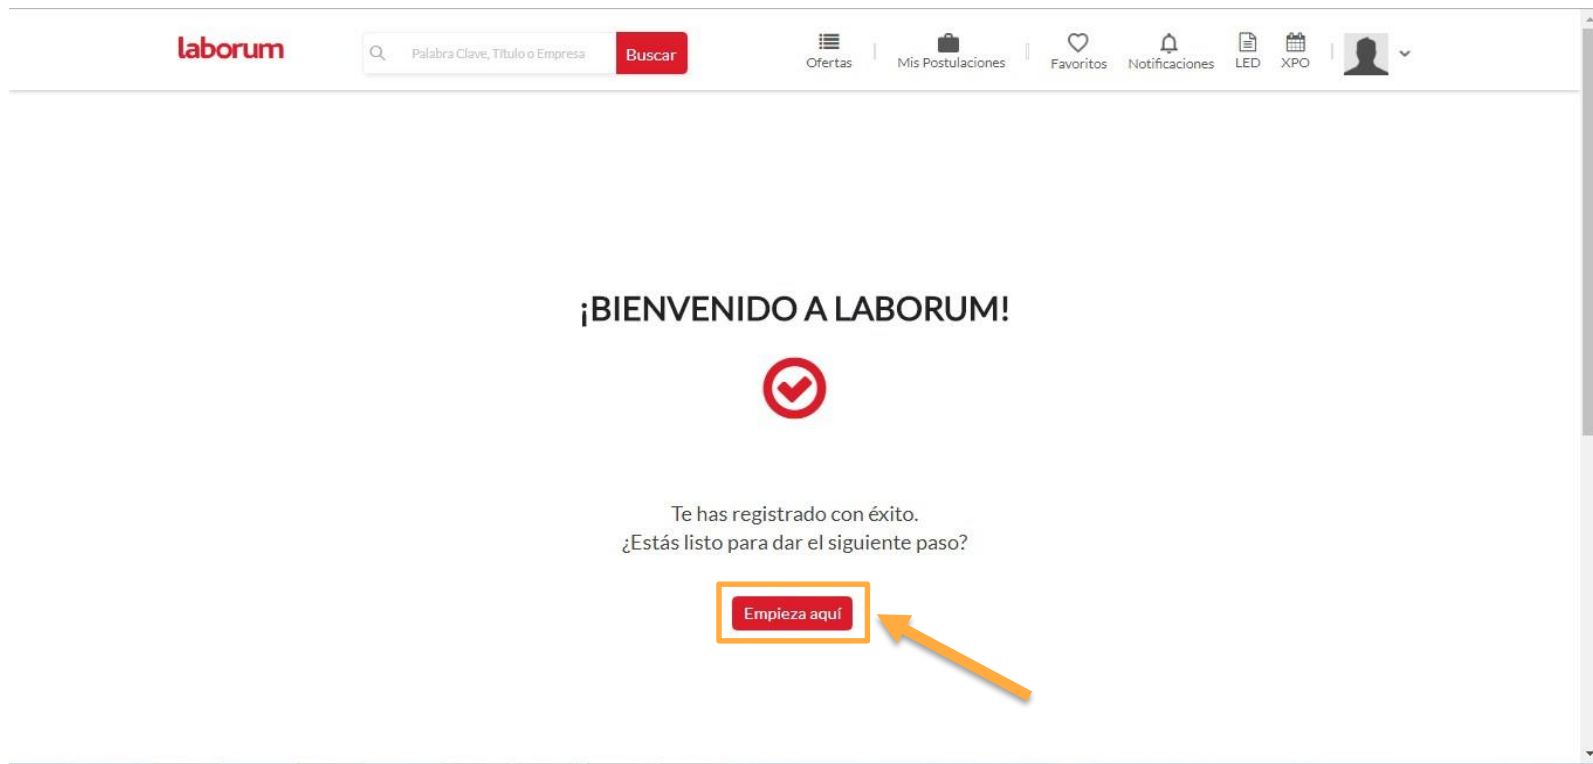 laborum
Palabra Clave, Título o Empresa
Buscar
Ofertas
Mis Postulaciones
Favoritos
Notificaciones
LED
XPO
¡BIENVENIDO A LABORUM!
Te has registrado con éxito.
¿Estás listo para dar el siguiente paso?
Empieza aquí